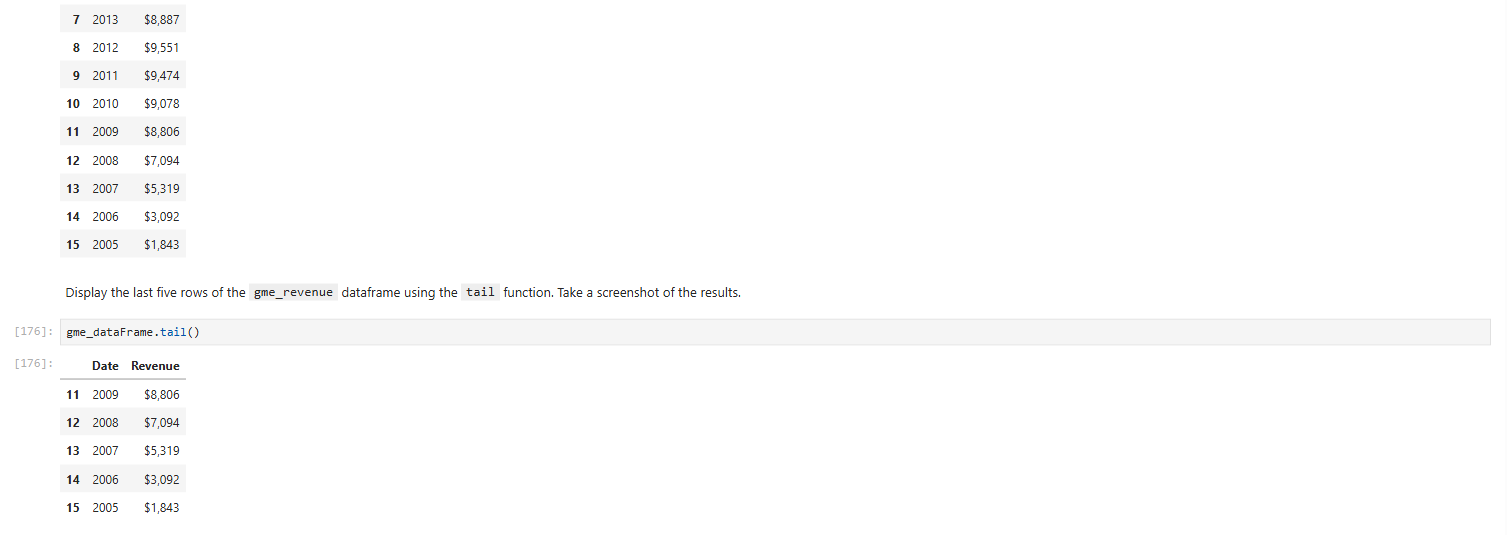 7 2013 $8,887
8 2012 $9,551
9 2011 $9,474
10 2010 $9,078
11 2009 $8,806
12 2008 $7,094
13 2007 $5,319
14 2006 $3,092
15 2005 $1,843
Display the last five rows of the gme_revenue dataframe using the tail function. Take a screenshot of the results.
[176]: gme_dataFrame.tail()
[176]: Date Revenue
11 2009 $8,806
12 2008 $7,094
13 2007 $5,319
14 2006 $3,092
15 2005 $1,843